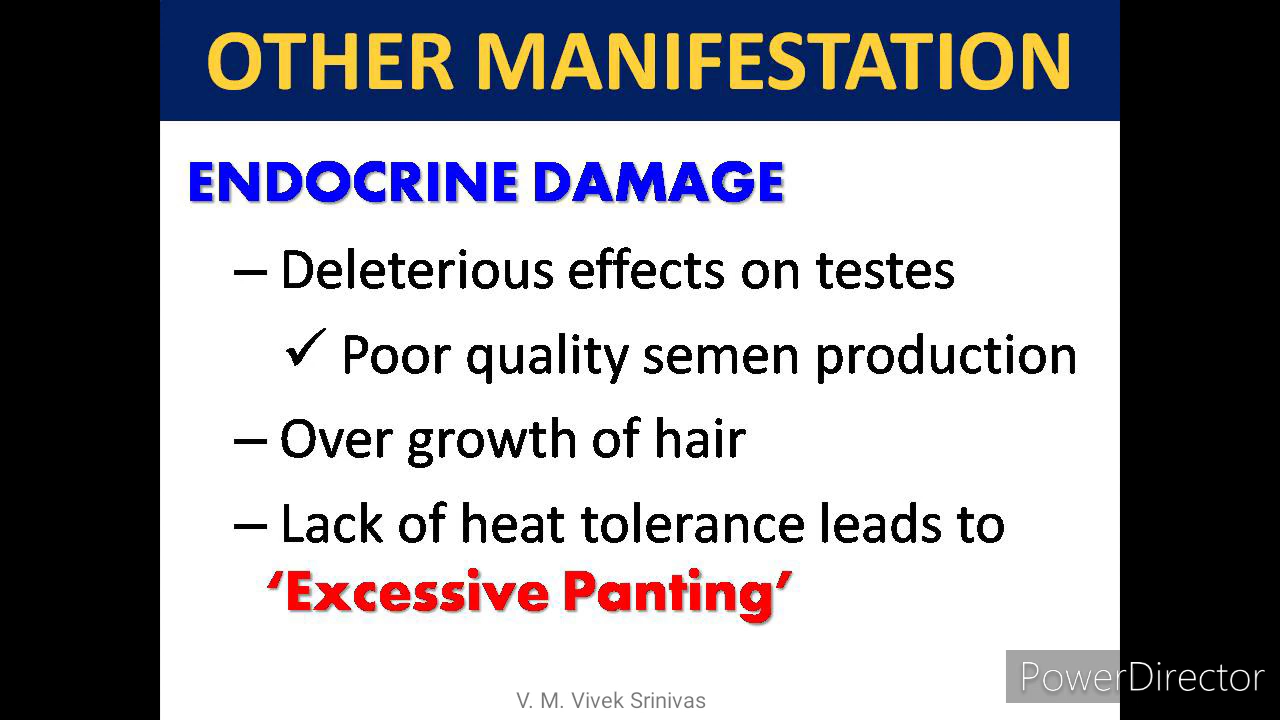 OTHER MANIFESTATION
ENDOCRINE DAMAGE
– Deleterious effects on testes
✓ Poor quality semen production
– Over growth of hair
– Lack of heat tolerance leads to
‘Excessive Panting’
V. M. Vivek Srinivas
PowerDirector